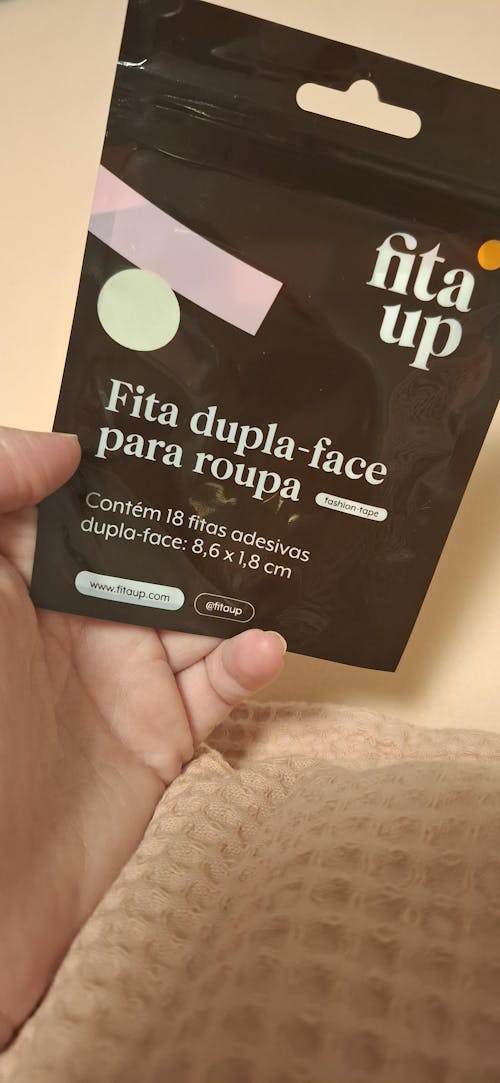 fita
up
Fita dupla-face
para roupa
fashion-tape
Contém 18 fitas adesivas
dupla-face: 8,6 x 1,8 cm
www.fitaup.com
@fitaup